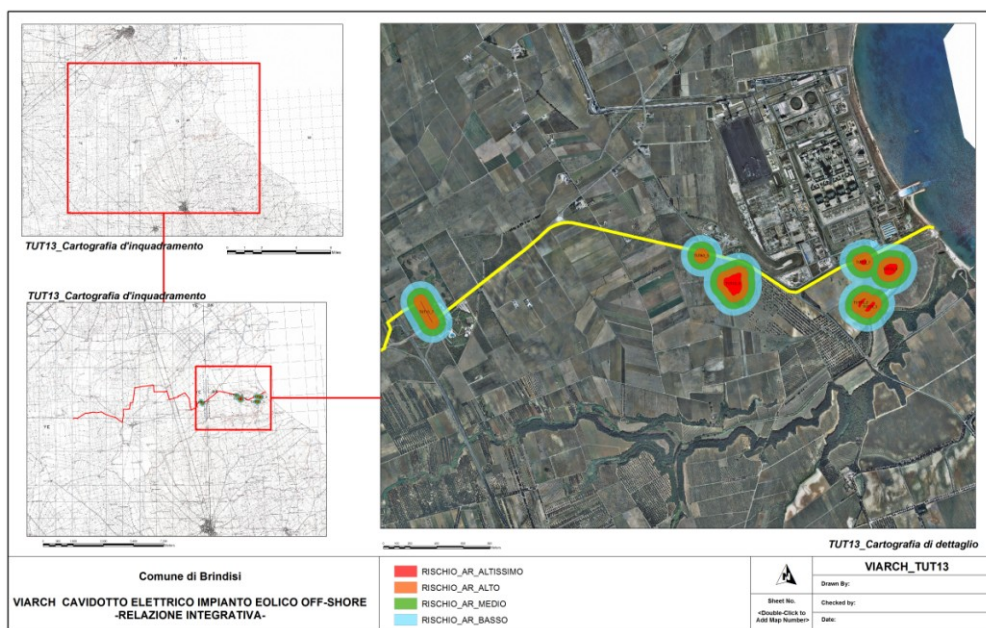 TUT13_Cartografia d'inquadramento
TUT13_Cartografia d'inquadramento
TUT13_Cartografia di dettaglio
Comune di Brindisi
VIARCH CAVIDOTTO ELETTRICO IMPIANTO EOLICO OFF-SHORE
-RELAZIONE INTEGRATIVA-
RISCHIO_AR_ALTISSIMO
RISCHIO_AR_ALTO
RISCHIO_AR_MEDIO
RISCHIO_AR_BASSO
Sheet No.
<Double-Click to
Add Map Number>
VIARCH_TUT13
Drawn By:
Checked by:
Date: